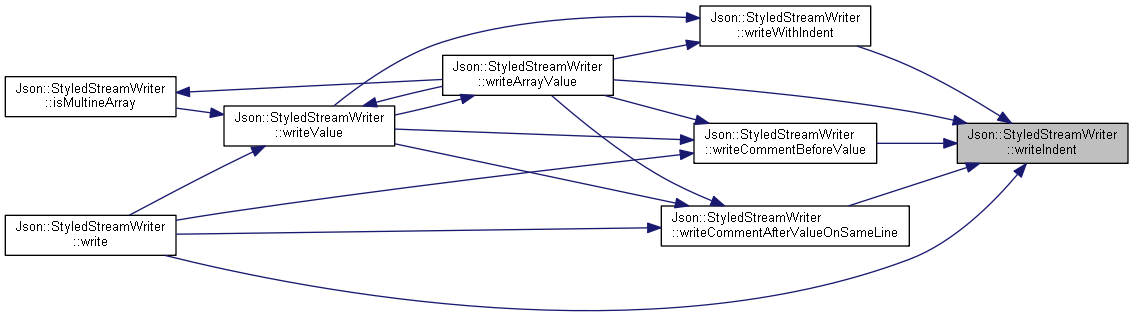 Json::StyledStreamWriter
::writeWithIndent
Json::StyledStreamWriter
::writeArrayValue
Json::StyledStreamWriter
::isMultineArray
Json::StyledStreamWriter
::writeValue
Json::StyledStreamWriter
::writeCommentBeforeValue
Json::StyledStreamWriter
::writeIndent
Json::StyledStreamWriter
::write
Json::StyledStreamWriter
::writeCommentAfterValueOnSameLine